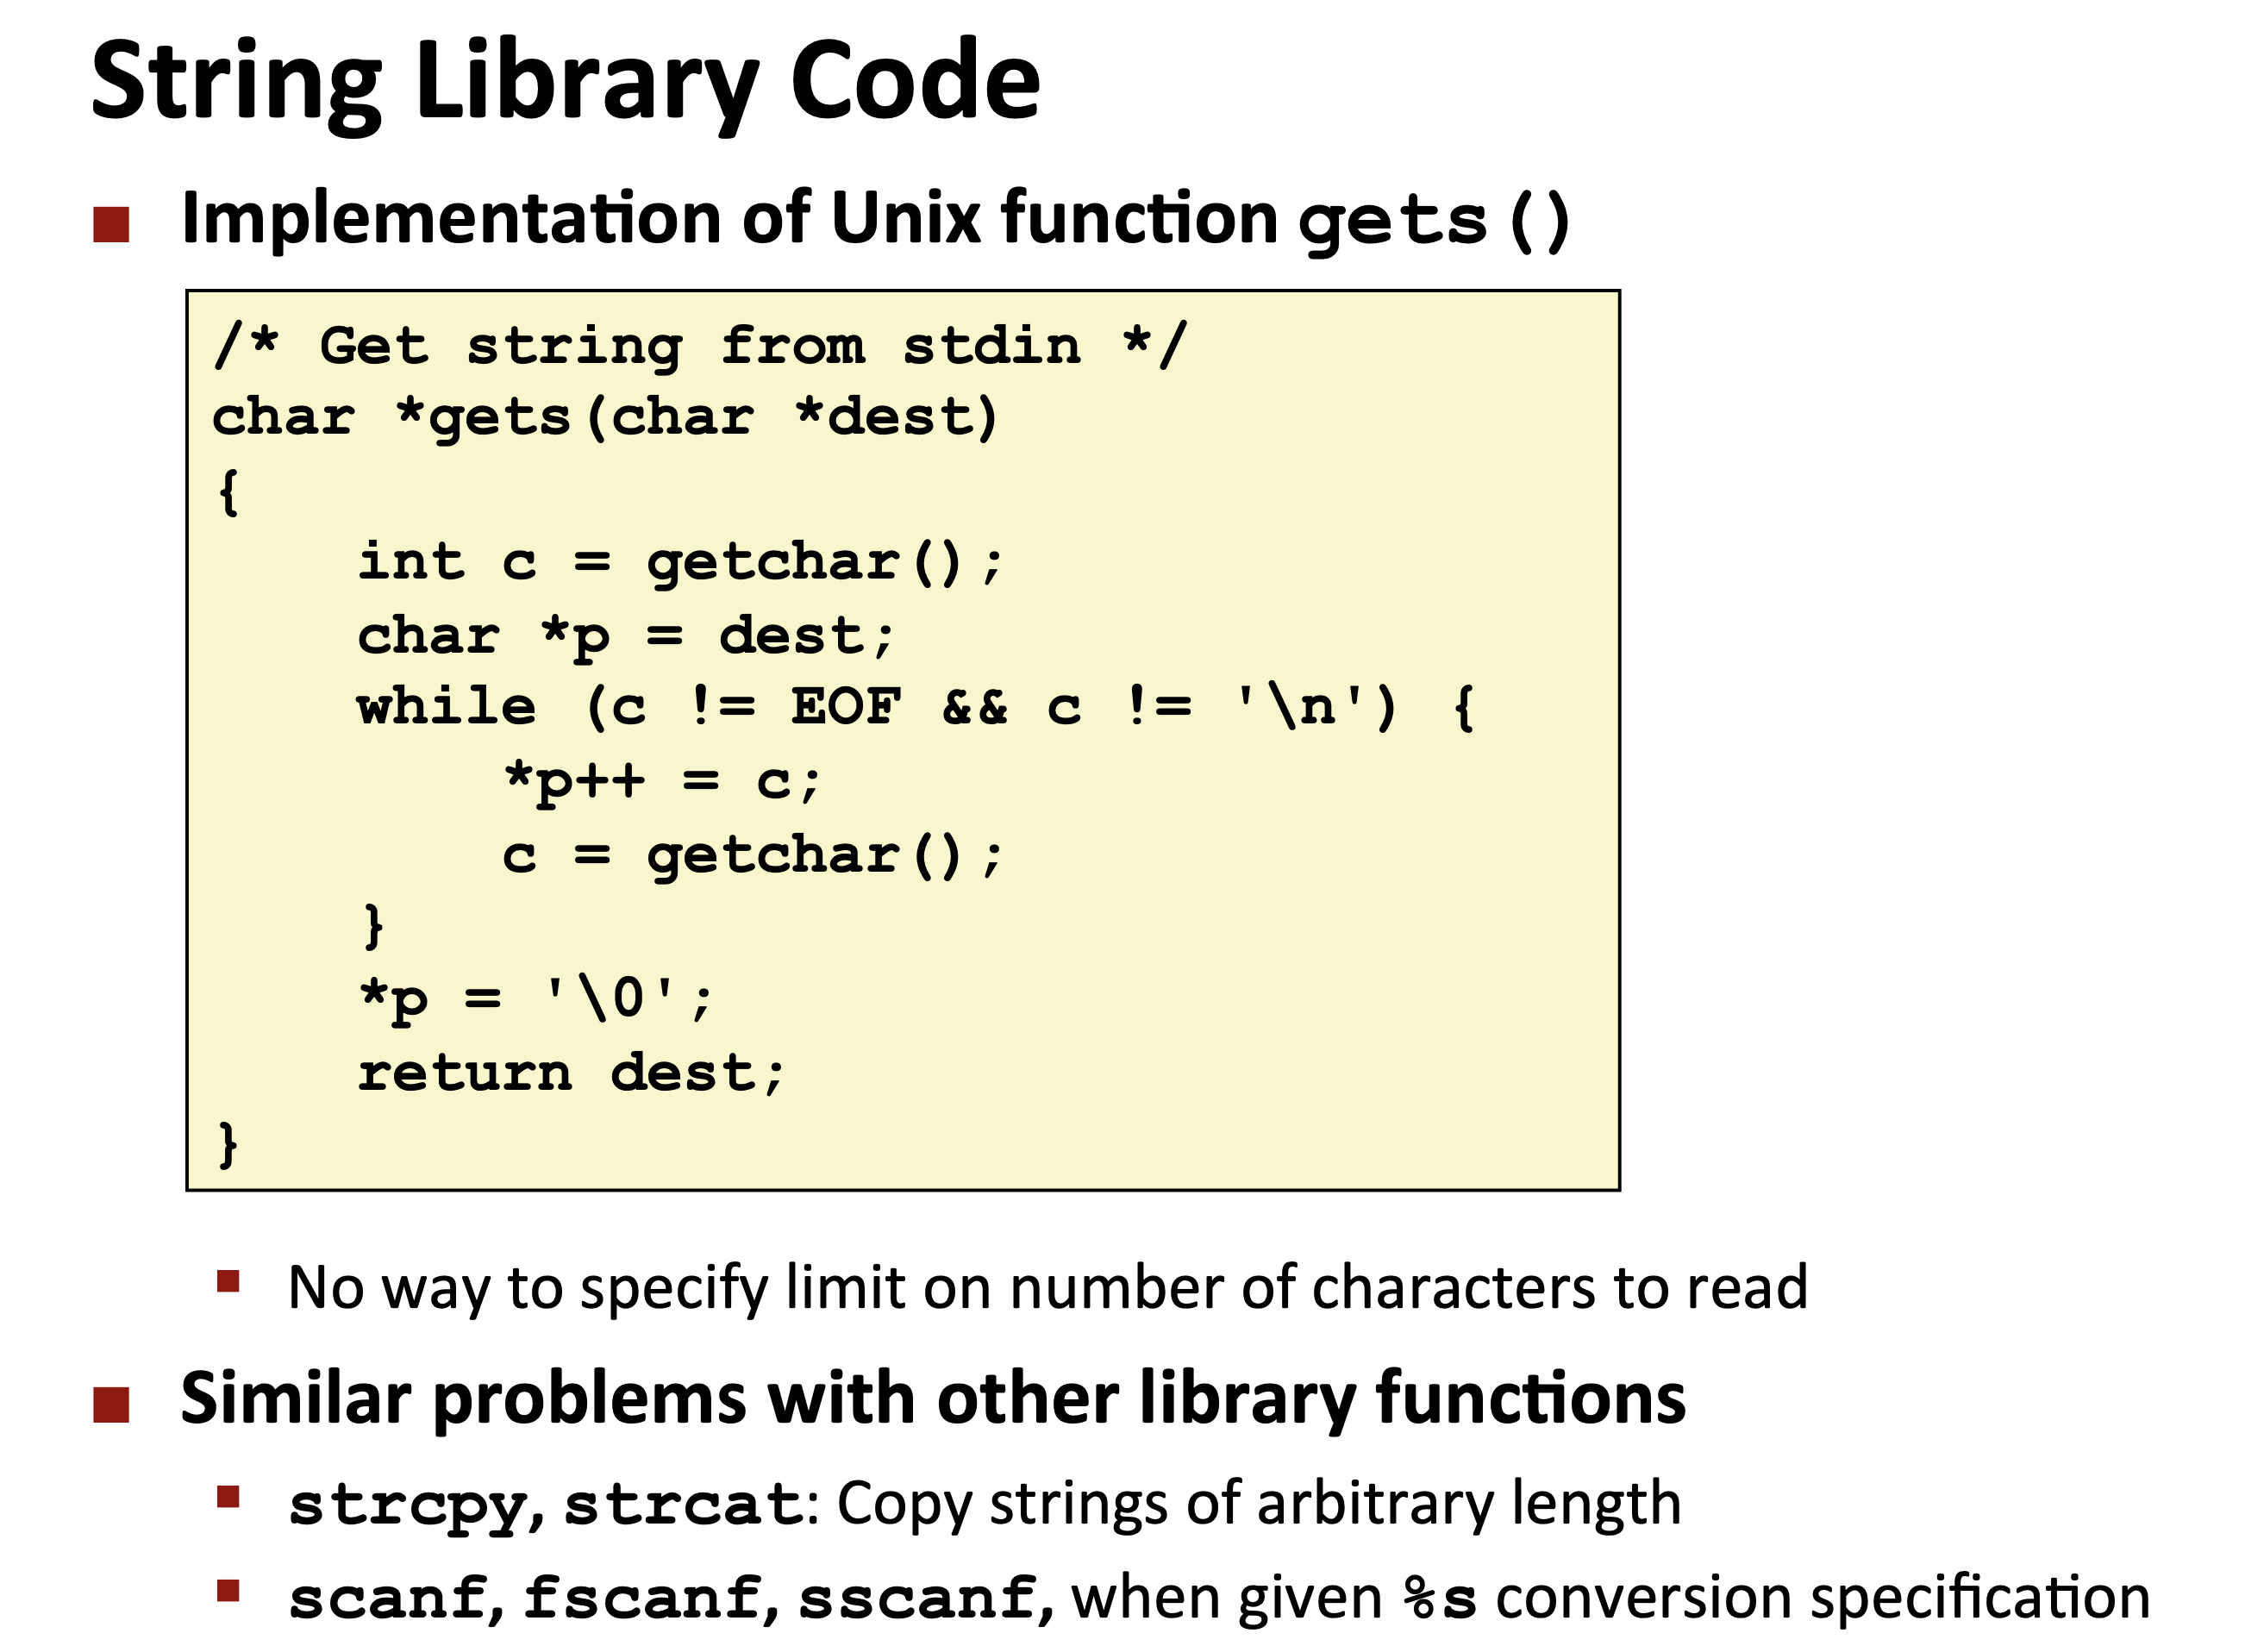 String Library Code
Implementation of Unix function gets()
/* Get string from stdin */
char *gets(char *dest)
{
    int c = getchar();
    char *p = dest;
    while (c != EOF && c != '\n') {
        *p++ = c;
        c = getchar();
    }
    *p = '\0';
    return dest;
}
No way to specify limit on number of characters to read
Similar problems with other library functions
strcpy, strcat: Copy strings of arbitrary length
scanf, fscanf, sscanf, when given %s conversion specification